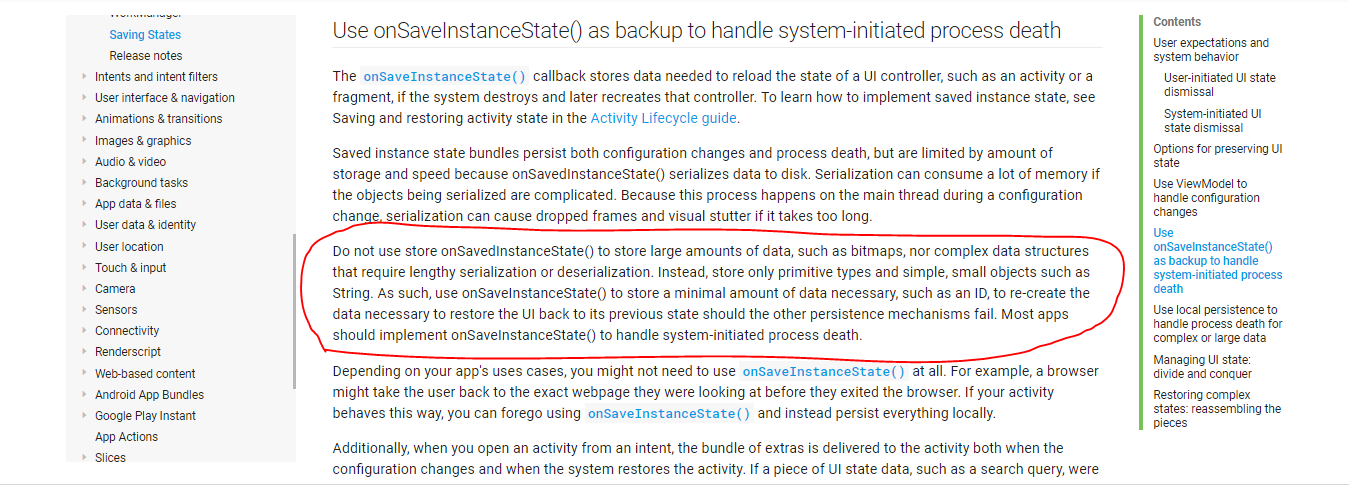 WorkManager
Saving States
Release notes
Intents and intent filters
User interface & navigation
Animations & transitions
Images & graphics
Audio & video
Background tasks
App data & files
User data & identity
User location
Touch & input
Camera
Sensors
Connectivity
Renderscript
Web-based content
Android App Bundles
Google Play Instant
App Actions
Slices
Use onSaveInstanceState() as backup to handle system-initiated process death
The onSaveInstanceState() callback stores data needed to reload the state of a UI controller, such as an activity or a
fragment, if the system destroys and later recreates that controller. To learn how to implement saved instance state, see
Saving and restoring activity state in the Activity Lifecycle guide.
Saved instance state bundles persist both configuration changes and process death, but are limited by amount of
storage and speed because onSavedInstanceState() serializes data to disk. Serialization can consume a lot of memory if
the objects being serialized are complicated. Because this process happens on the main thread during a configuration
change, serialization can cause dropped frames and visual stutter if it takes too long.
Do not use store onSavedInstanceState() to store large amounts of data, such as bitmaps, nor complex data structures
that require lengthy serialization or deserialization. Instead, store only primitive types and simple, small objects such as
String. As such, use onSaveInstanceState() to store a minimal amount of data necessary, such as an ID, to re-create the
data necessary to restore the UI back to its previous state should the other persistence mechanisms fail. Most apps
should implement onSaveInstanceState() to handle system-initiated process death.
Depending on your app's uses cases, you might not need to use onSaveInstanceState() at all. For example, a browser
might take the user back to the exact webpage they were looking at before they exited the browser. If your activity
behaves this way, you can forego using onSaveInstanceState() and instead persist everything locally.
Additionally, when you open an activity from an intent, the bundle of extras is delivered to the activity both when the
configuration changes and when the system restores the activity. If a piece of UI state data, such as a search query, were
Contents
User expectations and
system behavior
User-initiated UI state
dismissal
System-initiated UI
state dismissal
Options for preserving UI
state
Use ViewModel to
handle configuration
changes
Use
onSaveInstanceState()
as backup to handle
system-initiated process
death
Use local persistence to
handle process death for
complex or large data
Managing UI state:
divide and conquer
Restoring complex
states: reassembling the
pieces